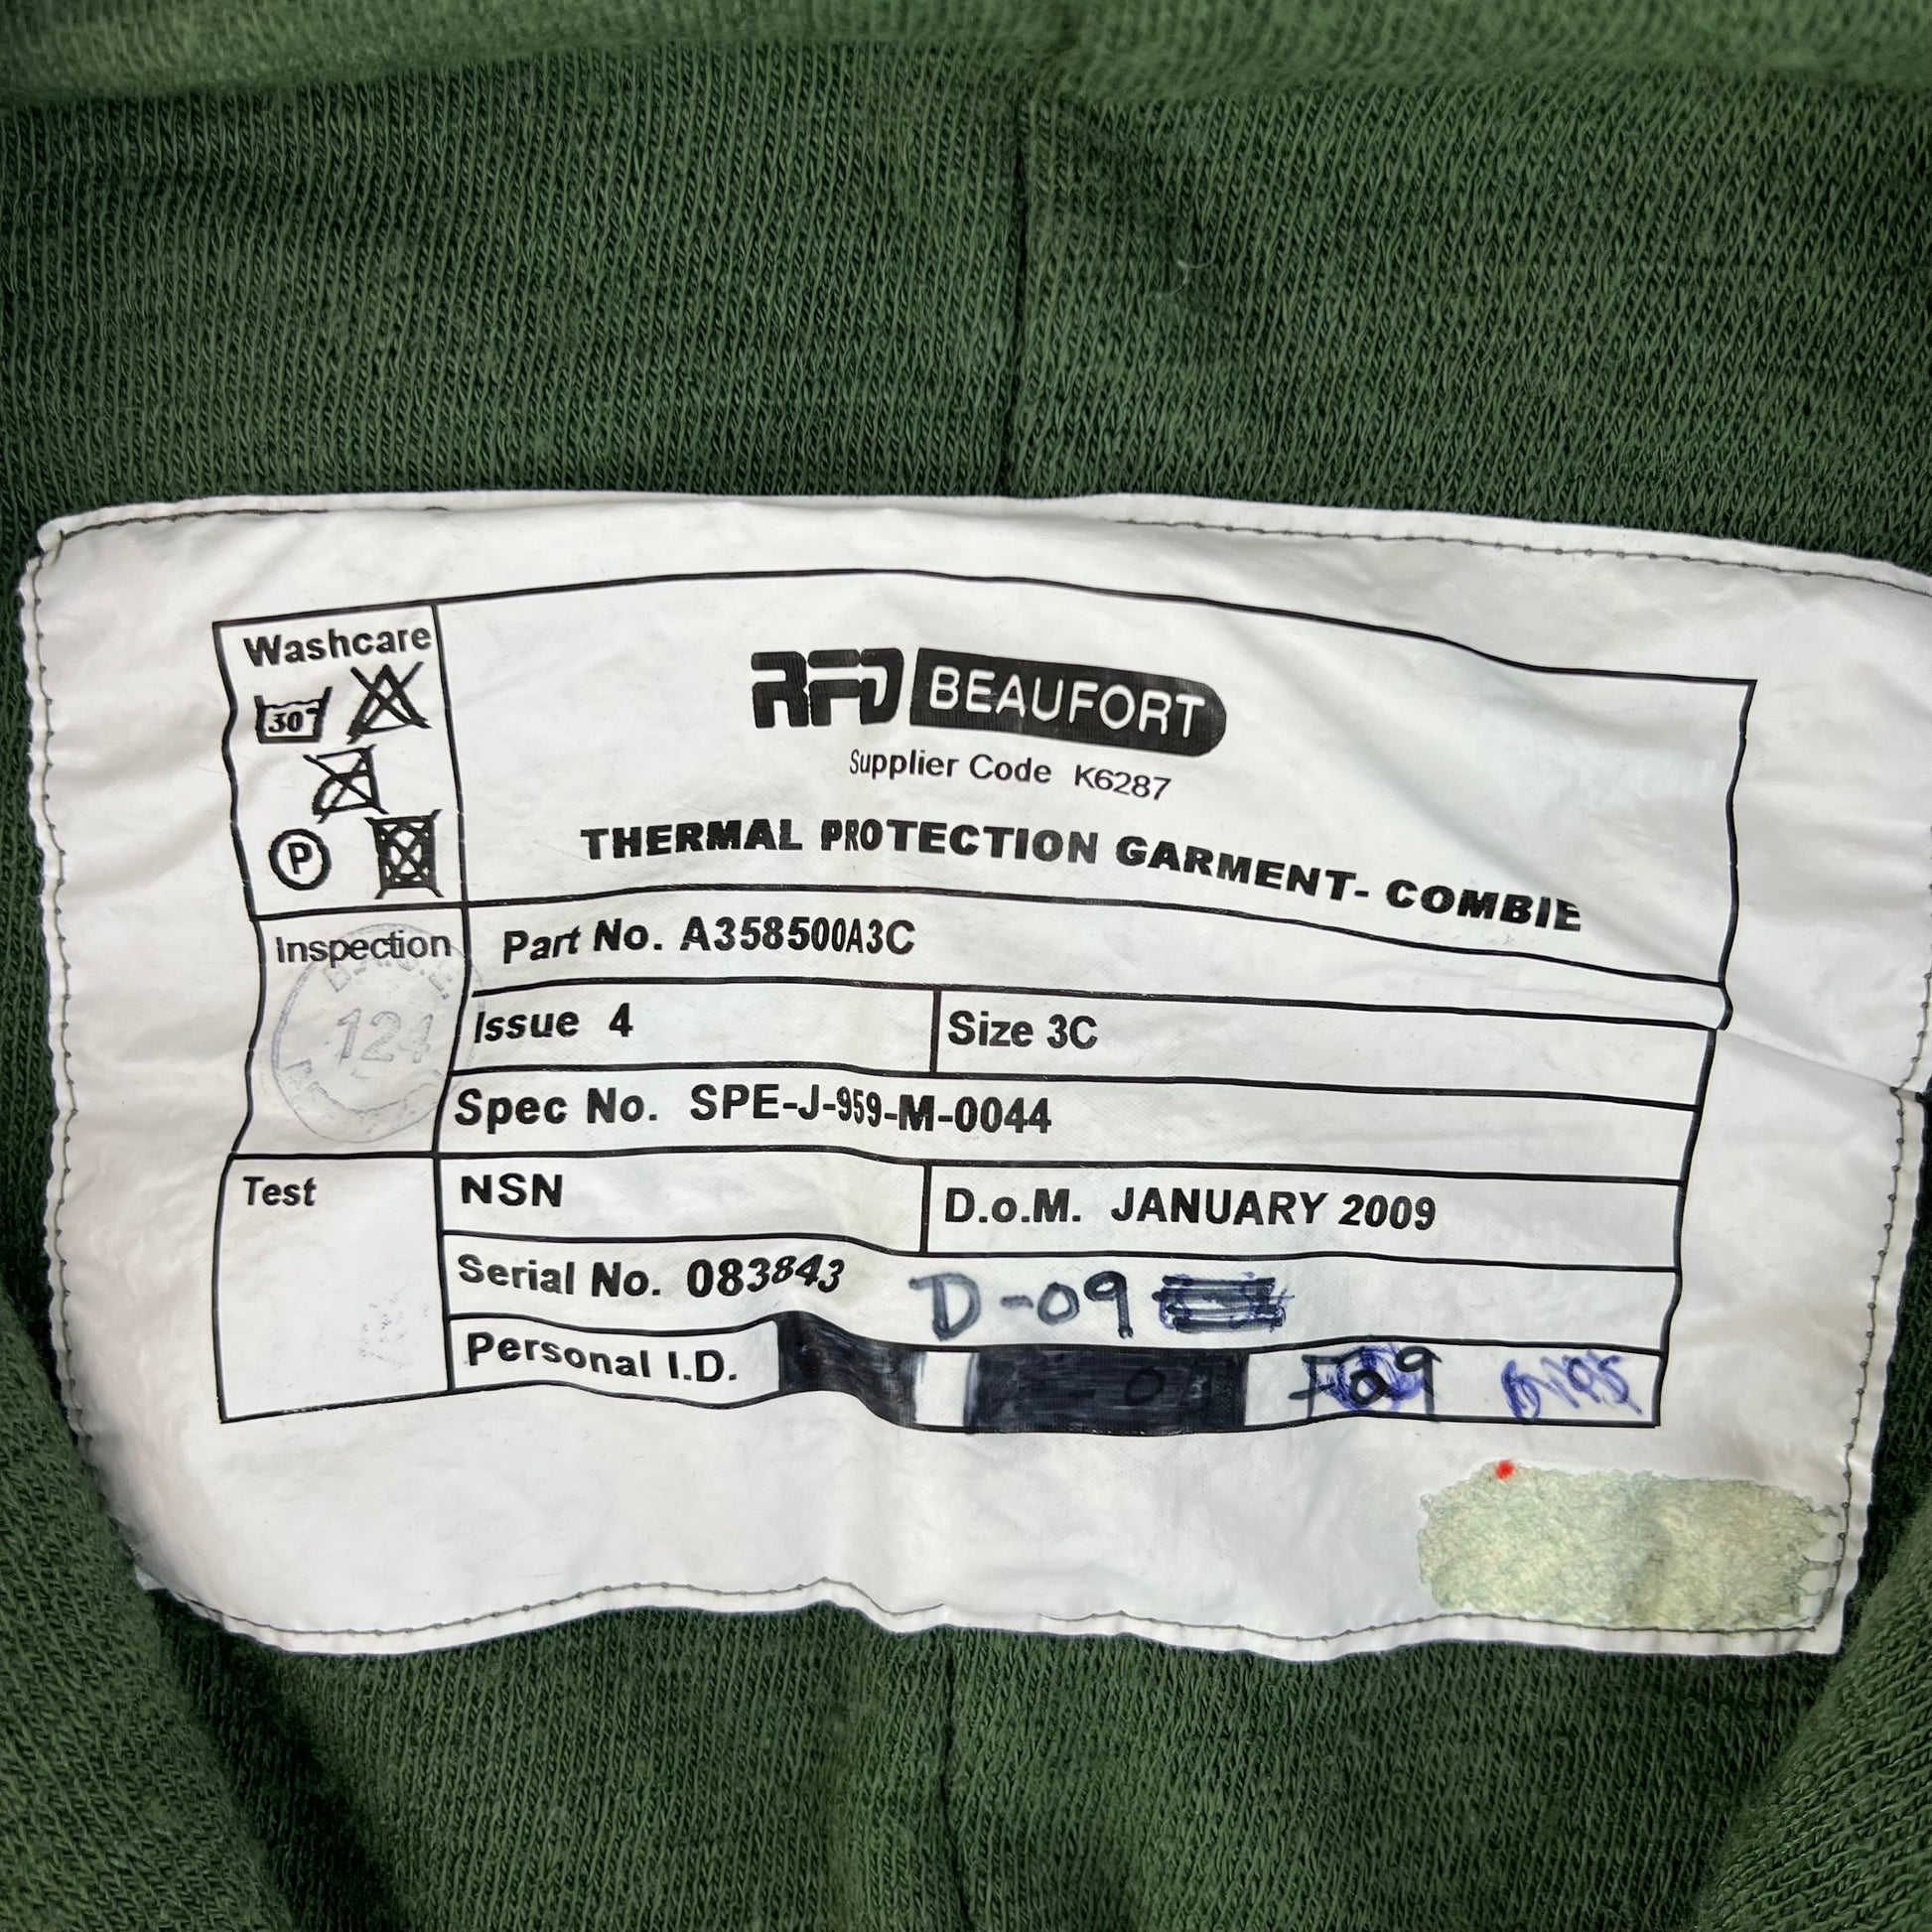 Washcare
30
P
RFD BEAUFORT
Supplier Code K6287
THERMAL PROTECTION GARMENT- COMBIE
Inspection
124
Part No. A358500A3C
Issue 4
Size 3C
Spec No. SPE-J-959-M-0044
Test
NSN
D.o.M. JANUARY 2009
Serial No. 083843
D-09
Personal I.D.